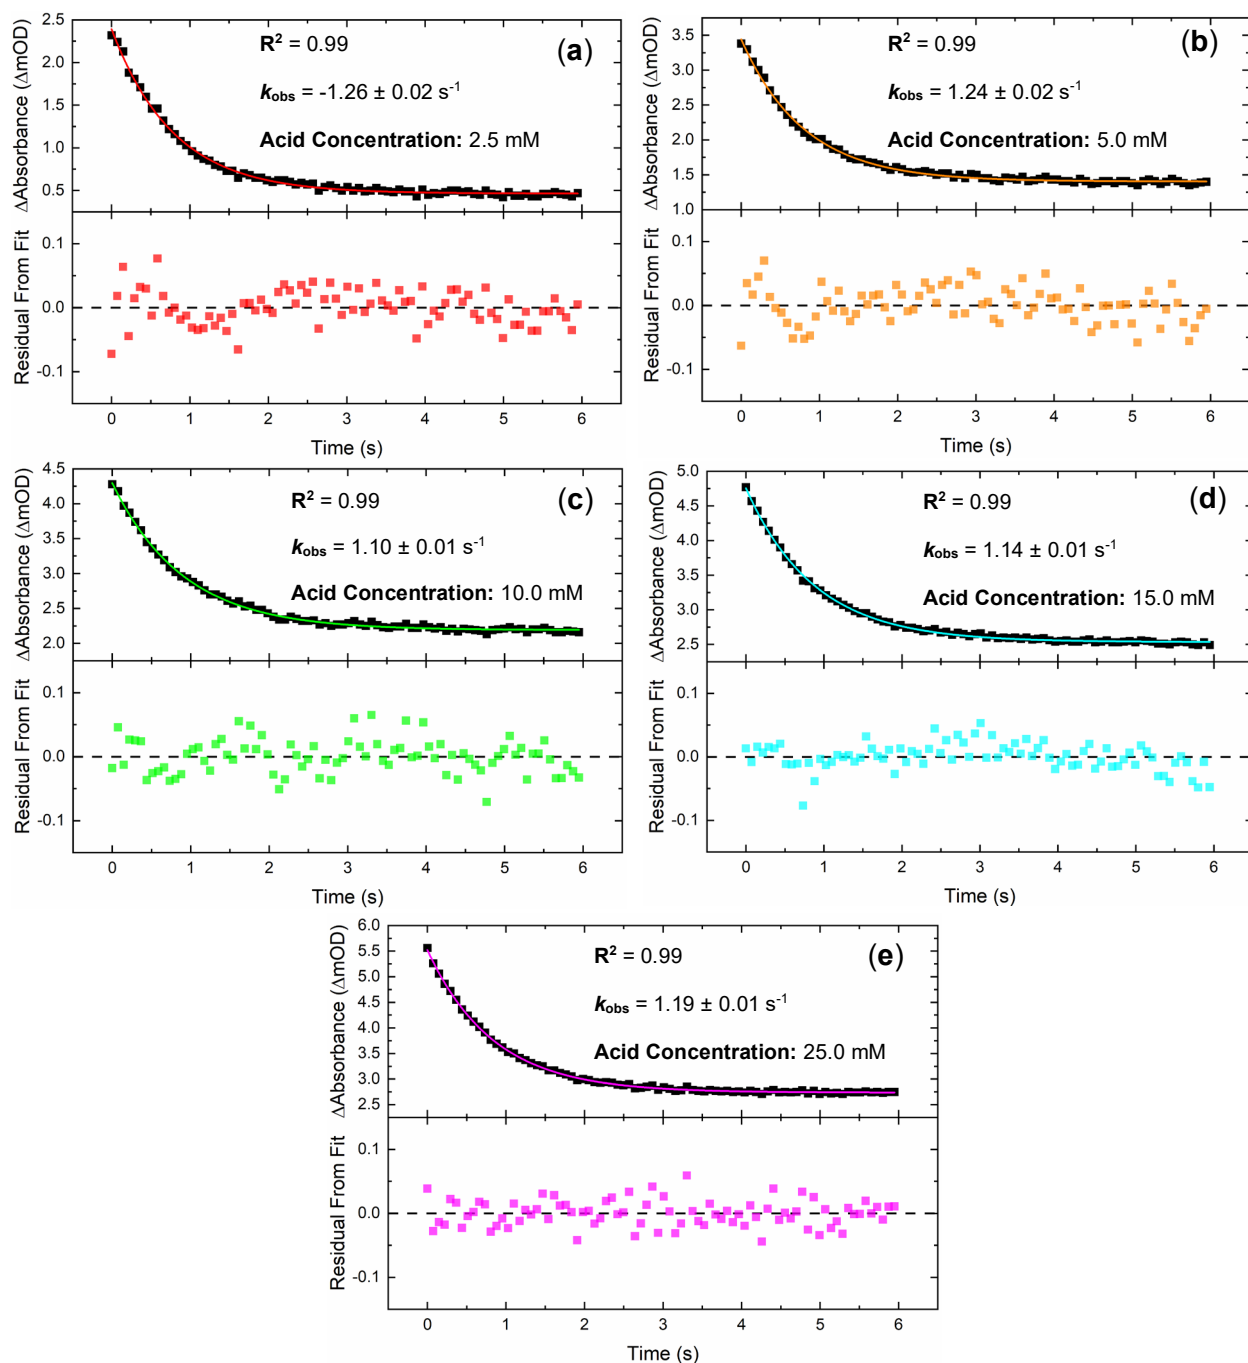 (a)
R² = 0.99
kobs = -1.26 ± 0.02 s⁻¹
Acid Concentration: 2.5 mM
ΔAbsorbance (ΔmOD)
2.5
2.0
1.5
1.0
0.5
Residual From Fit
0.1
0.0
-0.1
0 1 2 3 4 5 6
Time (s)
(b)
R² = 0.99
kobs = 1.24 ± 0.02 s⁻¹
Acid Concentration: 5.0 mM
ΔAbsorbance (ΔmOD)
3.5
3.0
2.5
2.0
1.5
1.0
Residual From Fit
0.1
0.0
-0.1
0 1 2 3 4 5 6
Time (s)
(c)
R² = 0.99
kobs = 1.10 ± 0.01 s⁻¹
Acid Concentration: 10.0 mM
ΔAbsorbance (ΔmOD)
4.5
4.0
3.5
3.0
2.5
2.0
Residual From Fit
0.1
0.0
-0.1
0 1 2 3 4 5 6
Time (s)
(d)
R² = 0.99
kobs = 1.14 ± 0.01 s⁻¹
Acid Concentration: 15.0 mM
ΔAbsorbance (ΔmOD)
5.0
4.5
4.0
3.5
3.0
2.5
Residual From Fit
0.1
0.0
-0.1
0 1 2 3 4 5 6
Time (s)
(e)
R² = 0.99
kobs = 1.19 ± 0.01 s⁻¹
Acid Concentration: 25.0 mM
ΔAbsorbance (ΔmOD)
6.0
5.5
5.0
4.5
4.0
3.5
3.0
2.5
Residual From Fit
0.1
0.0
-0.1
0 1 2 3 4 5 6
Time (s)